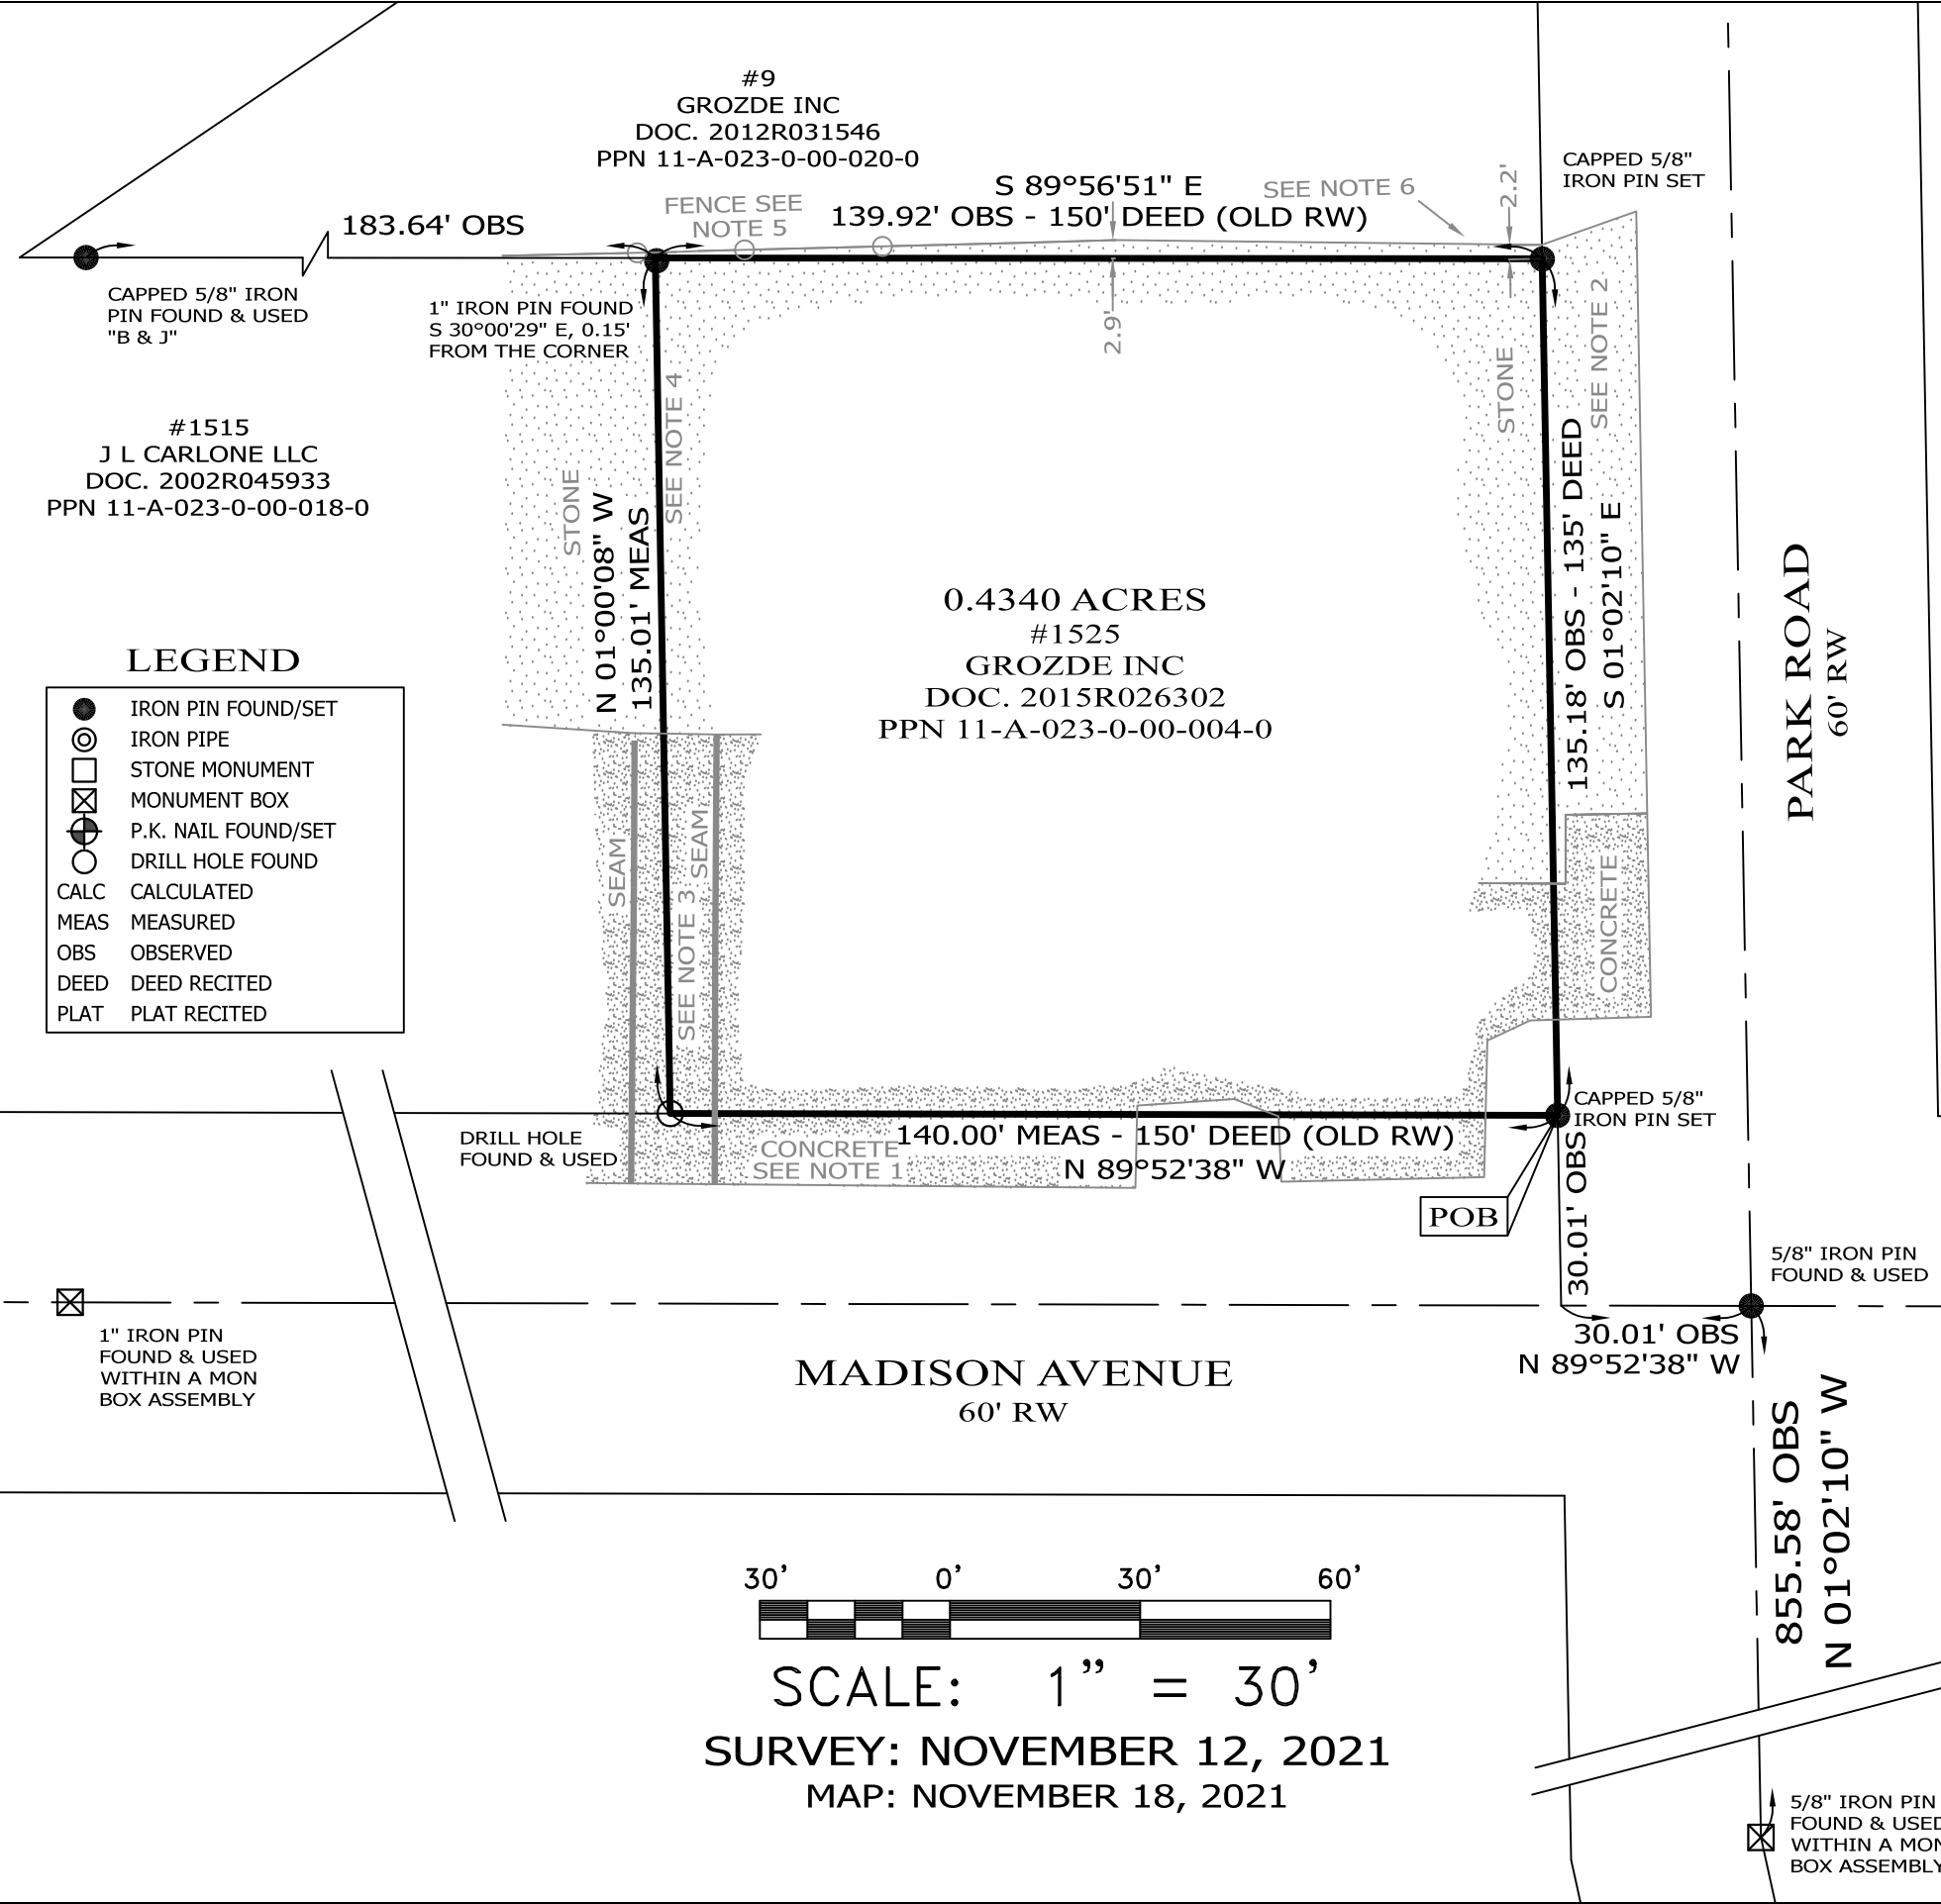 #9
GROZDE INC
DOC. 2012R031546
PPN 11-A-023-0-00-020-0
CAPPED 5/8"
IRON PIN SET
S 89°56'51" E
139.92' OBS - 150' DEED (OLD RW)
SEE NOTE 6
2.2'
FENCE SEE
NOTE 5
183.64' OBS
CAPPED 5/8" IRON
PIN FOUND & USED
"B & J"
1" IRON PIN FOUND
S 30°00'29" E, 0.15'
FROM THE CORNER
2.9'
STONE
SEE NOTE 2
#1515
J L CARLONE LLC
DOC. 2002R045933
PPN 11-A-023-0-00-018-0
STONE
N 01°00'08" W
135.01' MEAS
SEE NOTE 4
135.18' OBS - 135' DEED
S 01°02'10" E
0.4340 ACRES
#1525
GROZDE INC
DOC. 2015R026302
PPN 11-A-023-0-00-004-0
PARK ROAD
60' RW
LEGEND
IRON PIN FOUND/SET
IRON PIPE
STONE MONUMENT
MONUMENT BOX
P.K. NAIL FOUND/SET
DRILL HOLE FOUND
CALC CALCULATED
MEAS MEASURED
OBS OBSERVED
DEED DEED RECITED
PLAT PLAT RECITED
SEAM
SEE NOTE 3
SEAM
CONCRETE
CAPPED 5/8"
IRON PIN SET
DRILL HOLE
FOUND & USED
140.00' MEAS - 150' DEED (OLD RW)
N 89°52'38" W
CONCRETE
SEE NOTE 1
POB
30.01' OBS
5/8" IRON PIN
FOUND & USED
30.01' OBS
N 89°52'38" W
1" IRON PIN
FOUND & USED
WITHIN A MON
BOX ASSEMBLY
MADISON AVENUE
60' RW
855.58' OBS
N 01°02'10" W
30' 0' 30' 60'
SCALE: 1" = 30'
SURVEY: NOVEMBER 12, 2021
MAP: NOVEMBER 18, 2021
5/8" IRON PIN
FOUND & USED
WITHIN A MON
BOX ASSEMBLY